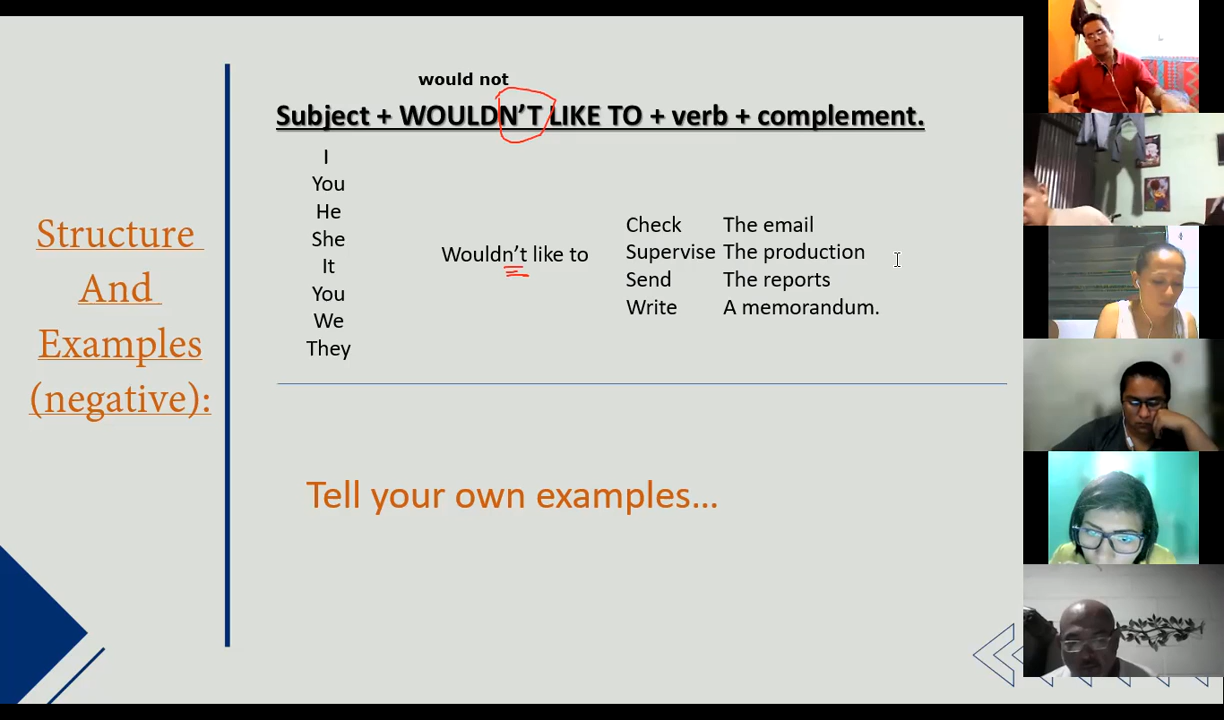 would not
Subject + WOULDN'T LIKE TO + verb + complement.
Structure
And
Examples
(negative):
I
You
He
She
It
You
We
They
Wouldn't like to
Check The email
Supervise The production
Send The reports
Write A memorandum.
Tell your own examples...